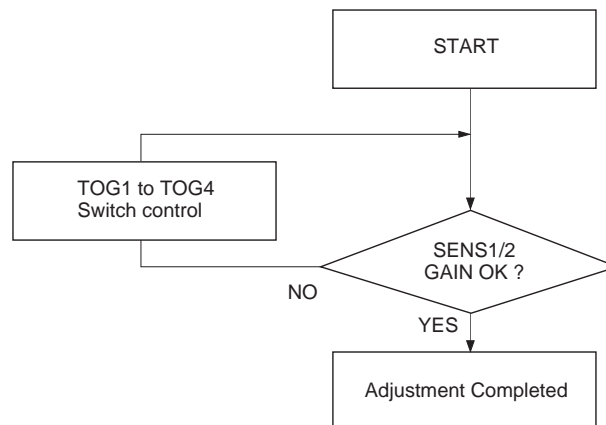 START
TOG1 to TOG4
Switch control
SENS1/2
GAIN OK ?
NO
YES
Adjustment Completed